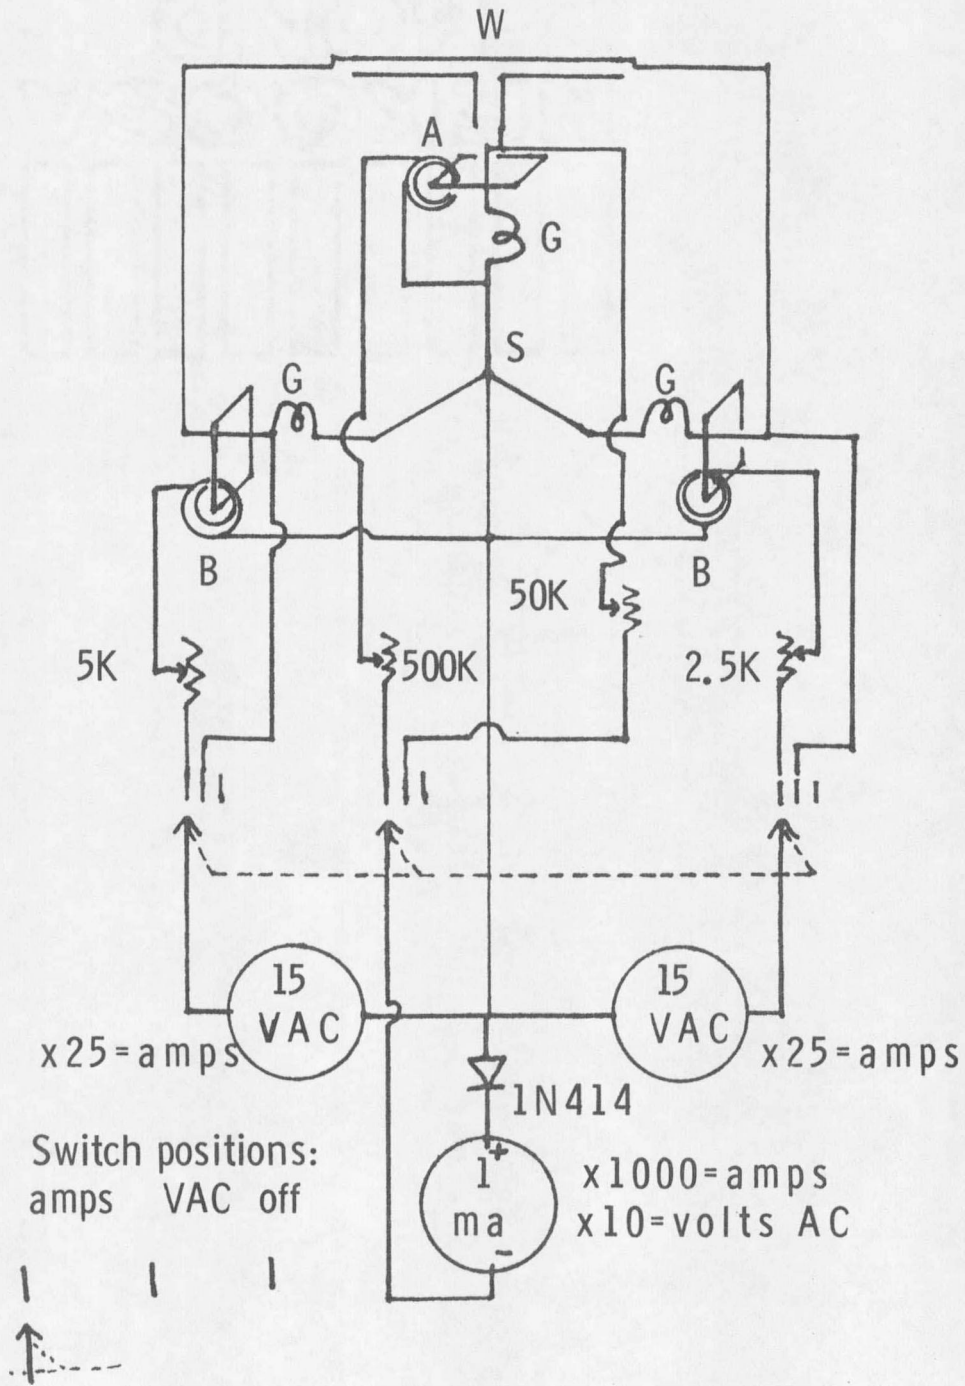 W
A
G
S
G
G
B
B
50K
5K
500K
2.5K
15
VAC
15
VAC
x25=amps
x25=amps
1N414
Switch positions:
amps VAC off
+
1
ma
-
x1000=amps
x10=volts AC